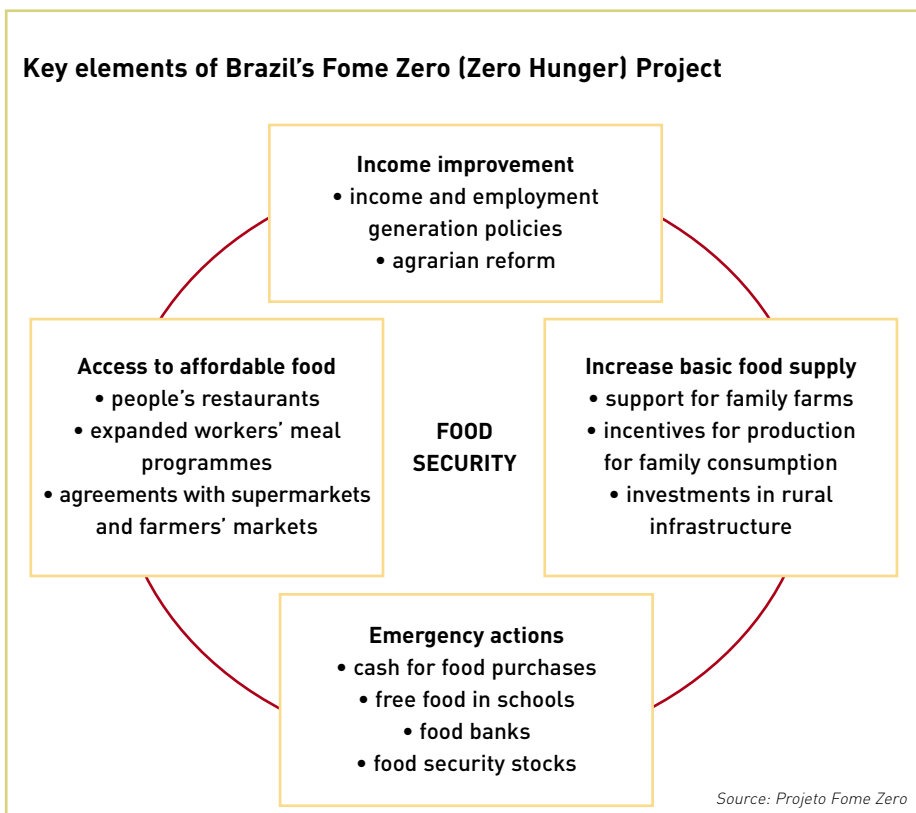 Key elements of Brazil's Fome Zero (Zero Hunger) Project
Income improvement
• income and employment
generation policies
• agrarian reform
Access to affordable food
• people's restaurants
• expanded workers' meal
programmes
• agreements with supermarkets
and farmers' markets
FOOD
SECURITY
Increase basic food supply
• support for family farms
• incentives for production
for family consumption
• investments in rural
infrastructure
Emergency actions
• cash for food purchases
• free food in schools
• food banks
• food security stocks
Source: Projeto Fome Zero